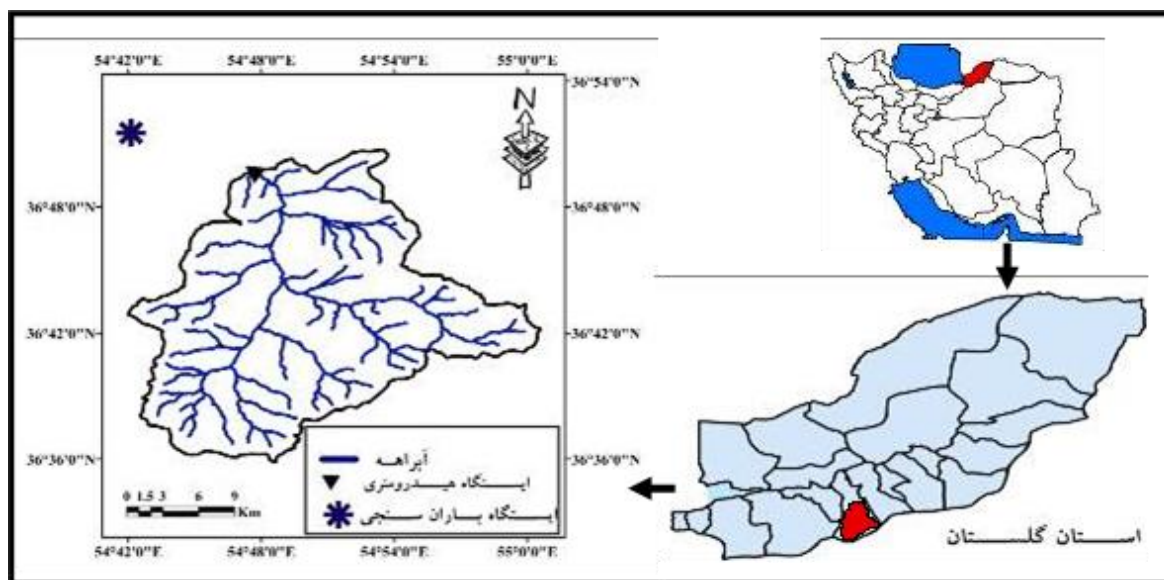 54°42'0"E 54°48'0"E 54°54'0"E 55°0'0"E
36°54'0"N
N
36°48'0"N 36°48'0"N
36°42'0"N 36°42'0"N
36°36'0"N 36°36'0"N
آبراهه
ایستگاه هیدرومتری
ایستگاه باران سنجی
0 1.5 3 6 9
Km
54°42'0"E 54°48'0"E 54°54'0"E 55°0'0"E
استان گلستان